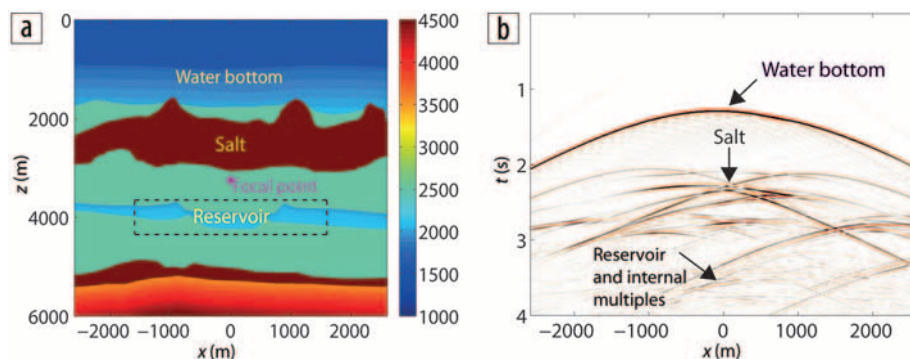 a
0
2000
4000
6000
z (m)
Water bottom
Salt
Focal point
Reservoir
-2000
-1000
0
1000
2000
x (m)
4500
4000
3500
3000
2500
2000
1500
1000
b
1
2
3
4
t (s)
Water bottom
Salt
Reservoir
and internal
multiples
-2000
-1000
0
1000
2000
x (m)